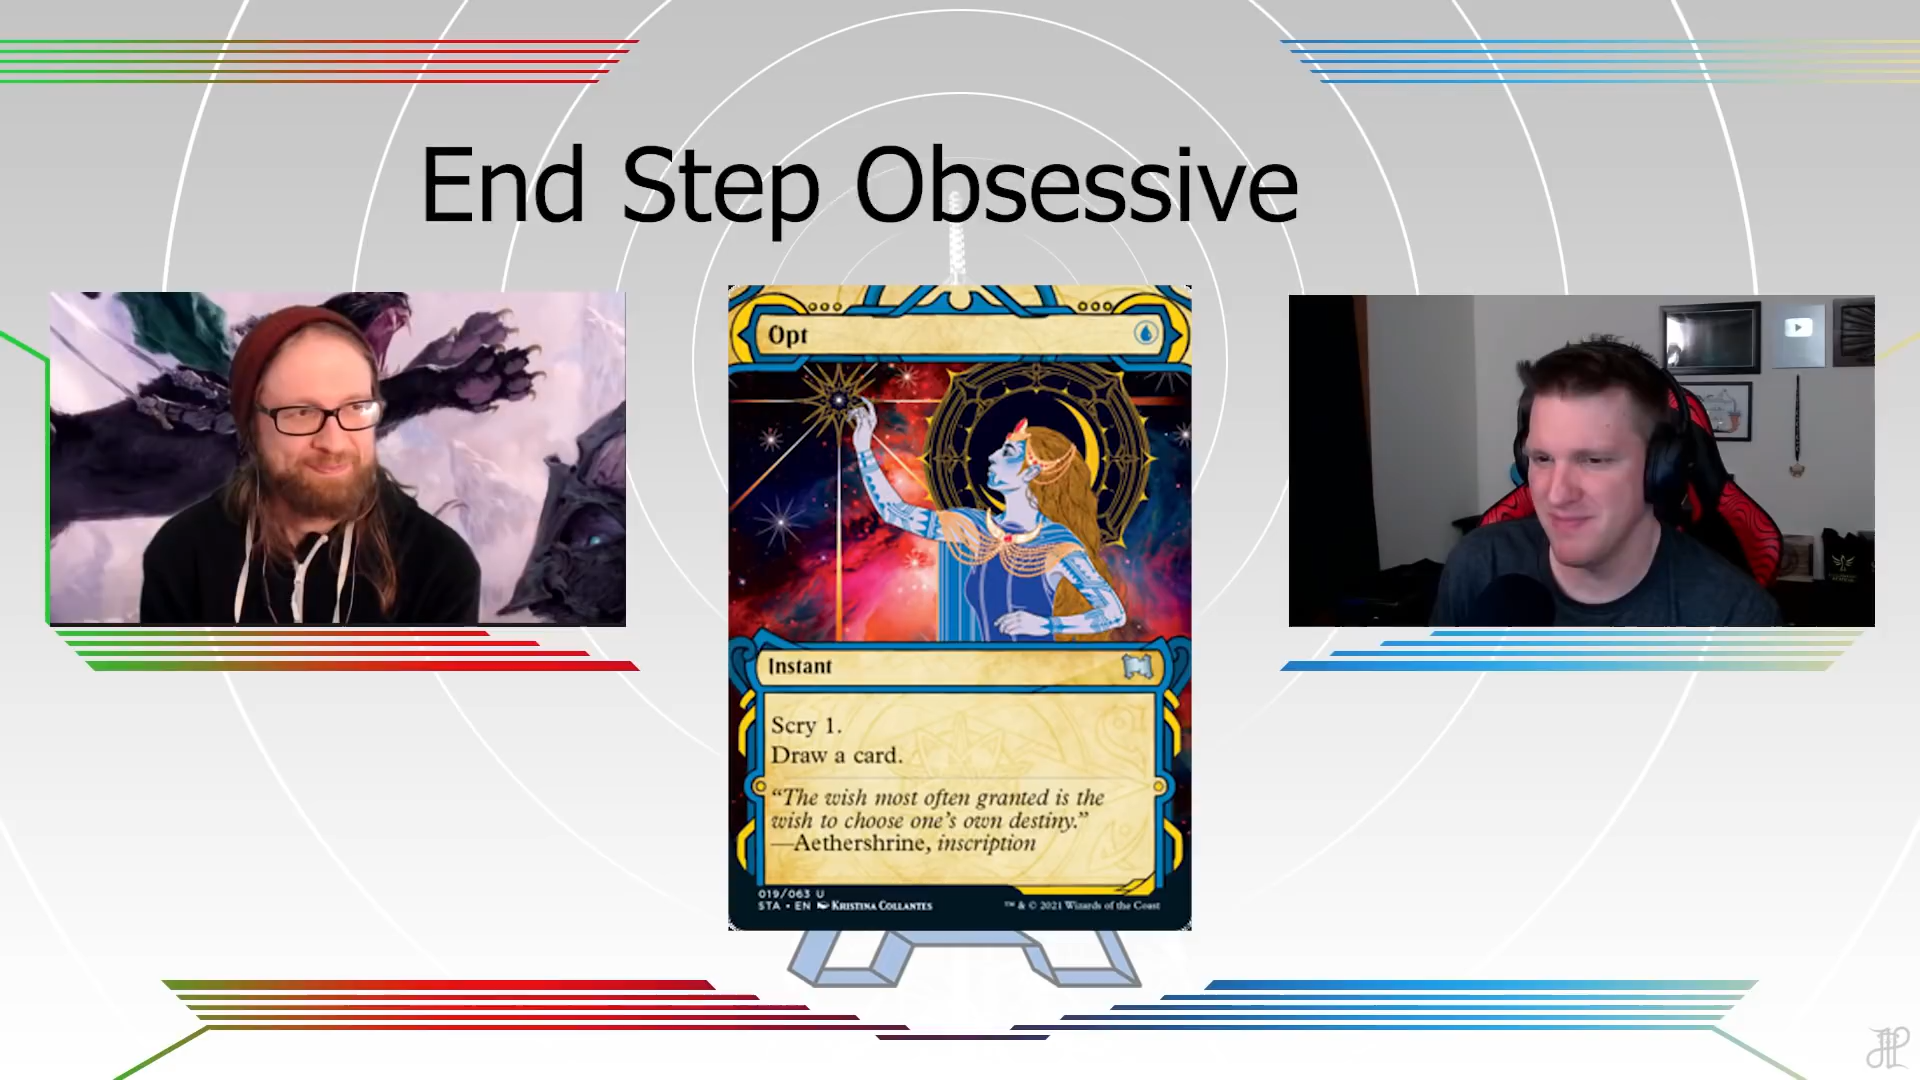 End Step Obsessive
Opt
Instant
Scry 1.
Draw a card.
“The wish most often granted is the
wish to choose one’s own destiny.”
—Aethershrine, inscription
019/063 U
STA • EN Kristina Collantes
™ & © 2021 Wizards of the Coast